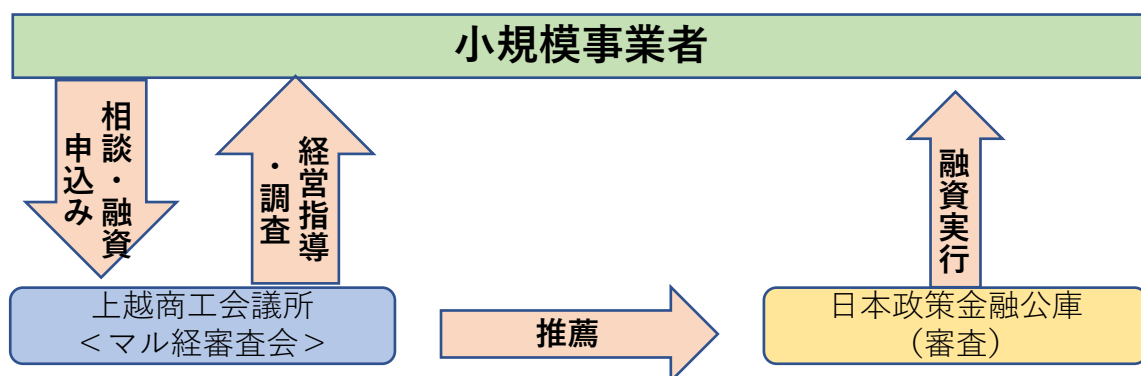 小規模事業者
相談・融資
申込み
経営指導
・調査
融資実行
上越商工会議所
＜マル経審査会＞
推薦
日本政策金融公庫
（審査）